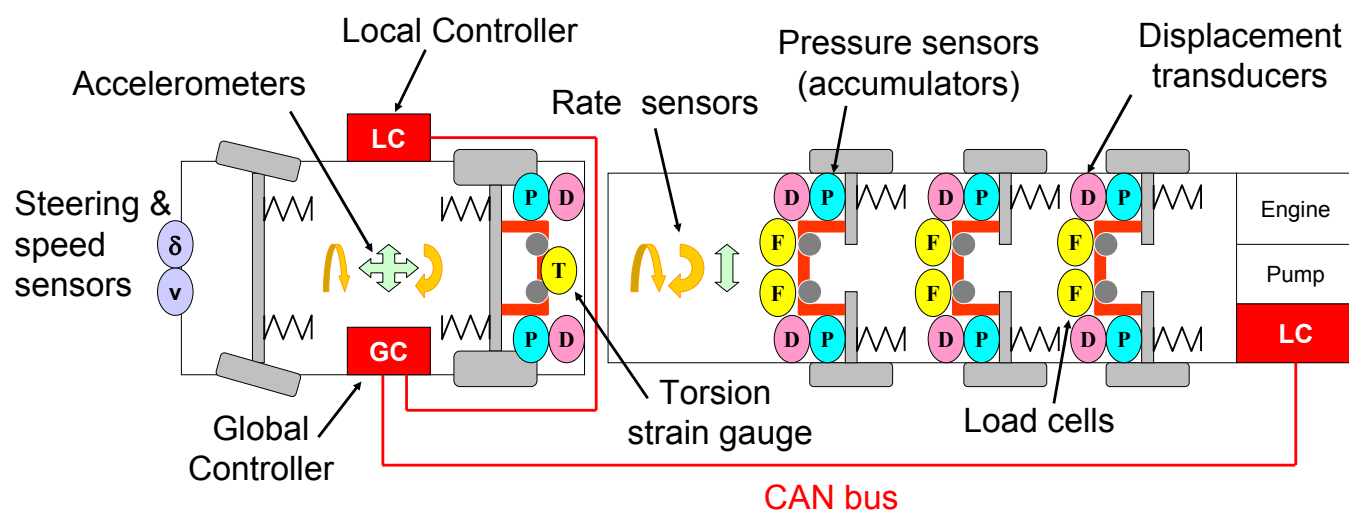 Local Controller
Accelerometers
Rate sensors
Pressure sensors
(accumulators)
Displacement
transducers
LC
Steering &
speed
sensors
δ
v
P D
T
P D
GC
D P
F
F
D P
D P
F
F
D P
D P
F
F
D P
Engine
Pump
LC
Global
Controller
Torsion
strain gauge
Load cells
CAN bus